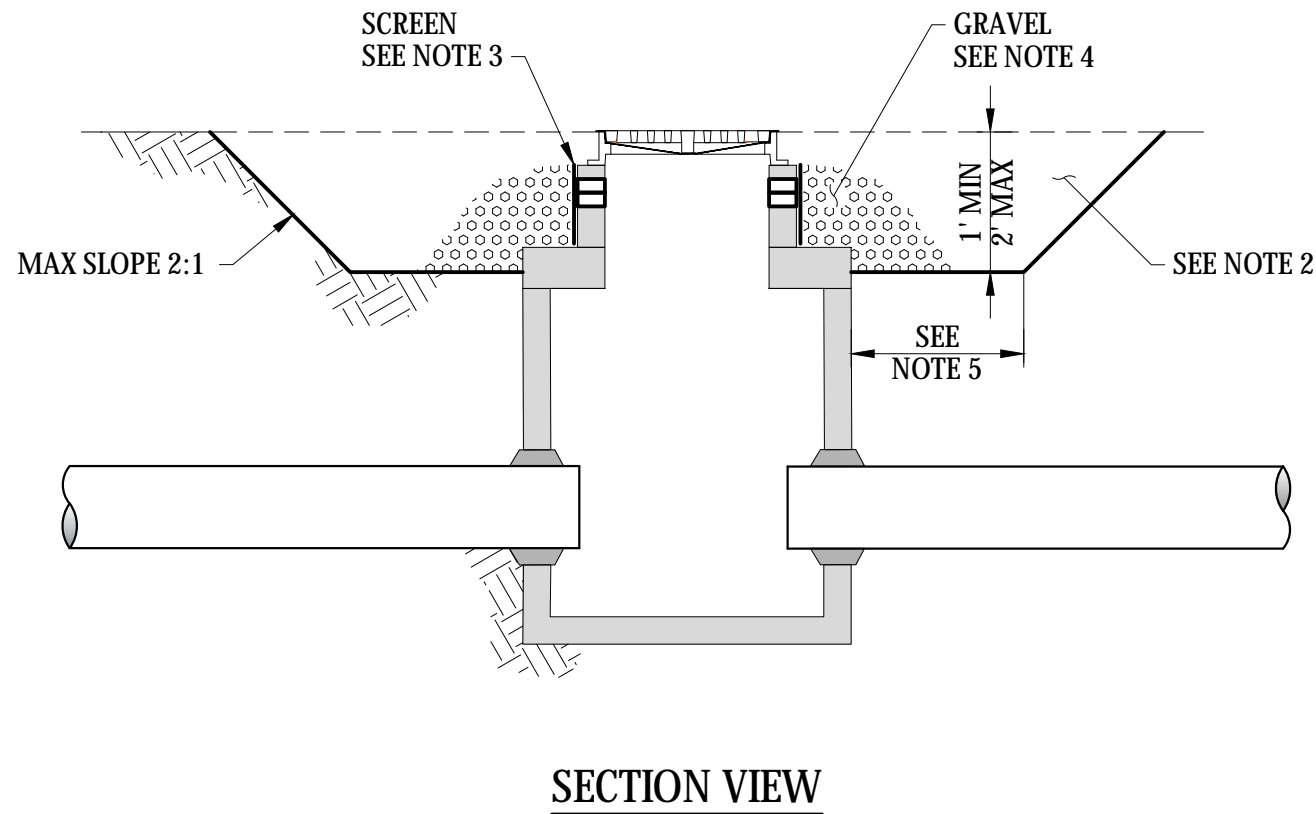 SCREEN
SEE NOTE 3
GRAVEL
SEE NOTE 4
1' MIN
2' MAX
MAX SLOPE 2:1
SEE NOTE 2
SEE
NOTE 5
SECTION VIEW